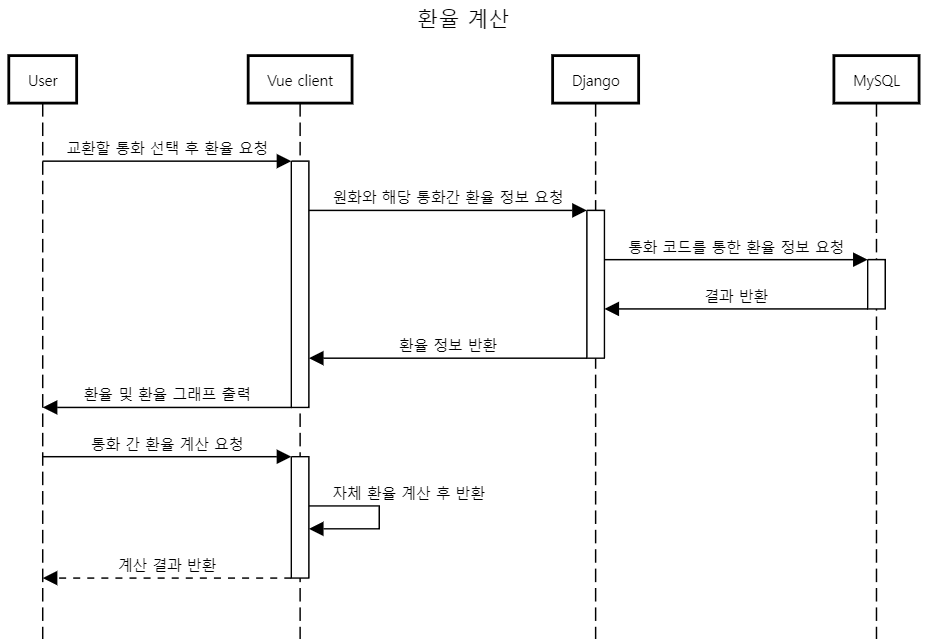 환율 계산
User
Vue client
Django
MySQL
교환할 통화 선택 후 환율 요청
원화와 해당 통화간 환율 정보 요청
통화 코드를 통한 환율 정보 요청
결과 반환
환율 정보 반환
환율 및 환율 그래프 출력
통화 간 환율 계산 요청
자체 환율 계산 후 반환
계산 결과 반환